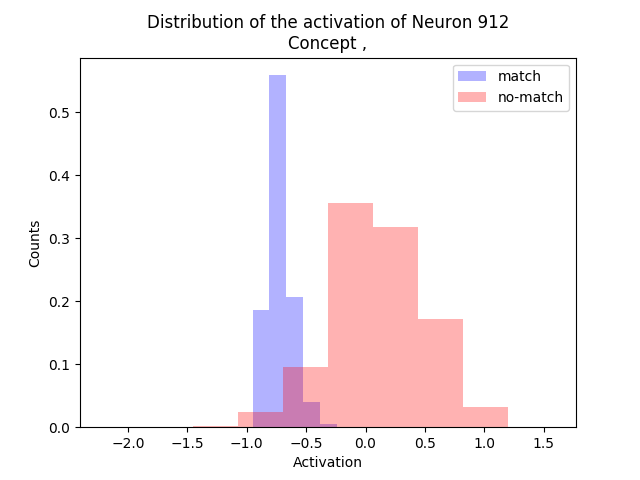 Distribution of the activation of Neuron 912
Concept ,
match
no-match
Counts
0.5
0.4
0.3
0.2
0.1
0.0
−2.0 −1.5 −1.0 −0.5 0.0 0.5 1.0 1.5
Activation